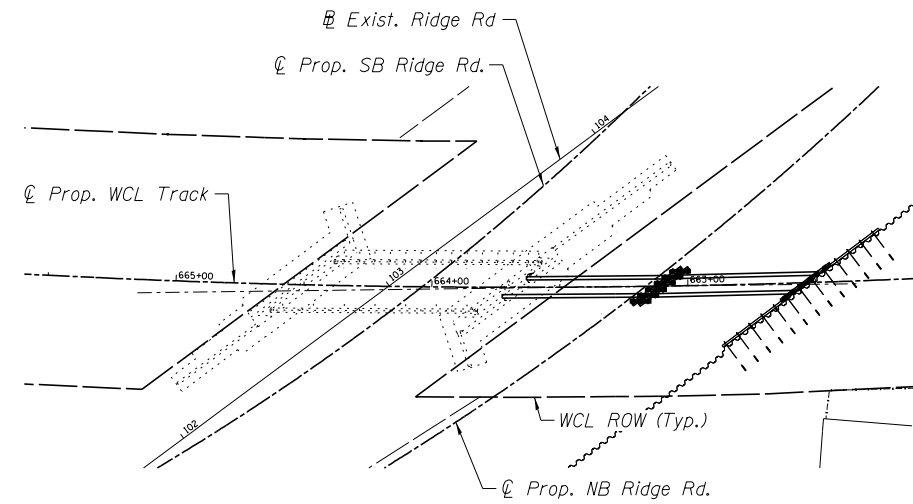 ⴺ Exist. Ridge Rd
℄ Prop. SB Ridge Rd.
104
℄ Prop. WCL Track
665+00
103
664+00
663+00
102
WCL ROW (Typ.)
℄ Prop. NB Ridge Rd.